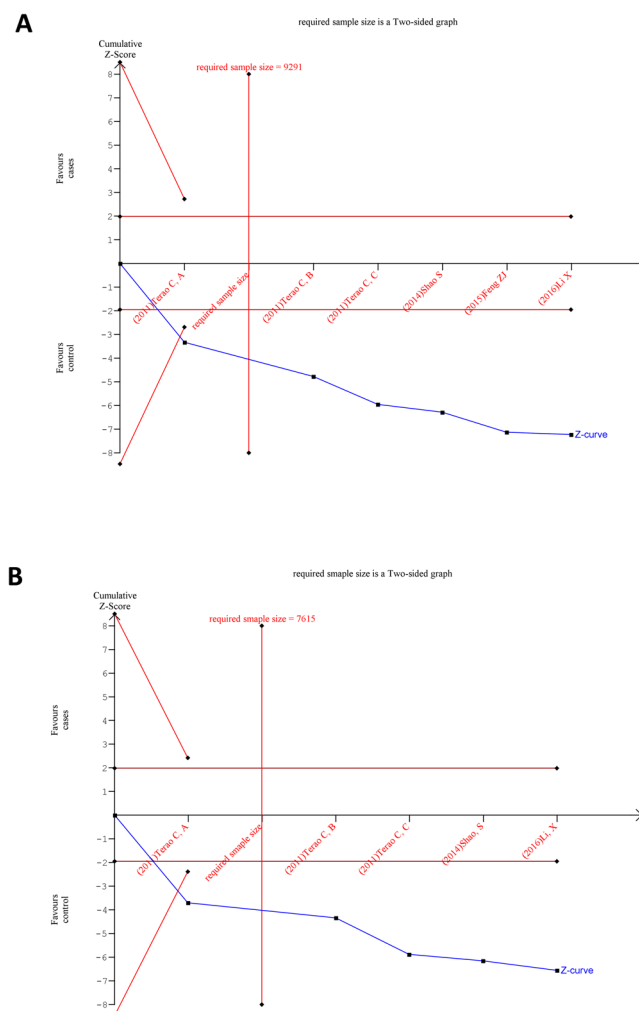 A
required sample size is a Two-sided graph
Cumulative
Z-Score
required sample size = 9291
8
7
6
5
4
3
2
1
-1
-2
-3
-4
-5
-6
-7
-8
Favours
cases
Favours
control
(2011)Terao C, A
required sample size
(2011)Terao C, B
(2011)Terao C, C
(2014)Shao S
(2015)Feng ZJ
(2016)Li X
Z-curve
B
required smaple size is a Two-sided graph
Cumulative
Z-Score
required smaple size = 7615
8
7
6
5
4
3
2
1
-1
-2
-3
-4
-5
-6
-7
-8
Favours
cases
Favours
control
(2011)Terao C, A
required smaple size
(2011)Terao C, B
(2011)Terao C, C
(2014)Shao, S
(2016)Li, X
Z-curve